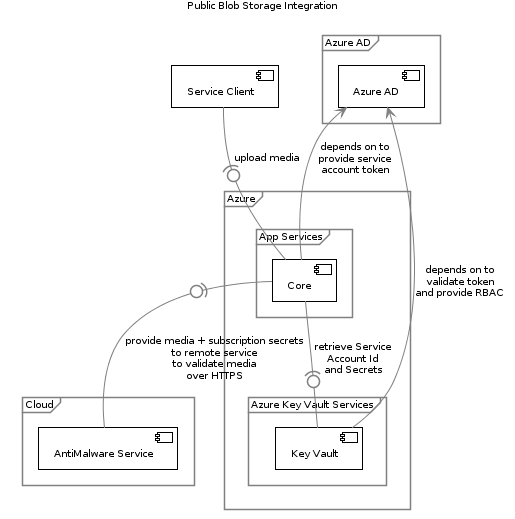 Public Blob Storage Integration
Azure AD
Service Client
Azure AD
depends on to
provide service
account token
upload media
Azure
App Services
Core
depends on to
validate token
and provide RBAC
provide media + subscription secrets
to remote service
to validate media
over HTTPS
retrieve Service
Account Id
and Secrets
Cloud
Azure Key Vault Services
AntiMalware Service
Key Vault